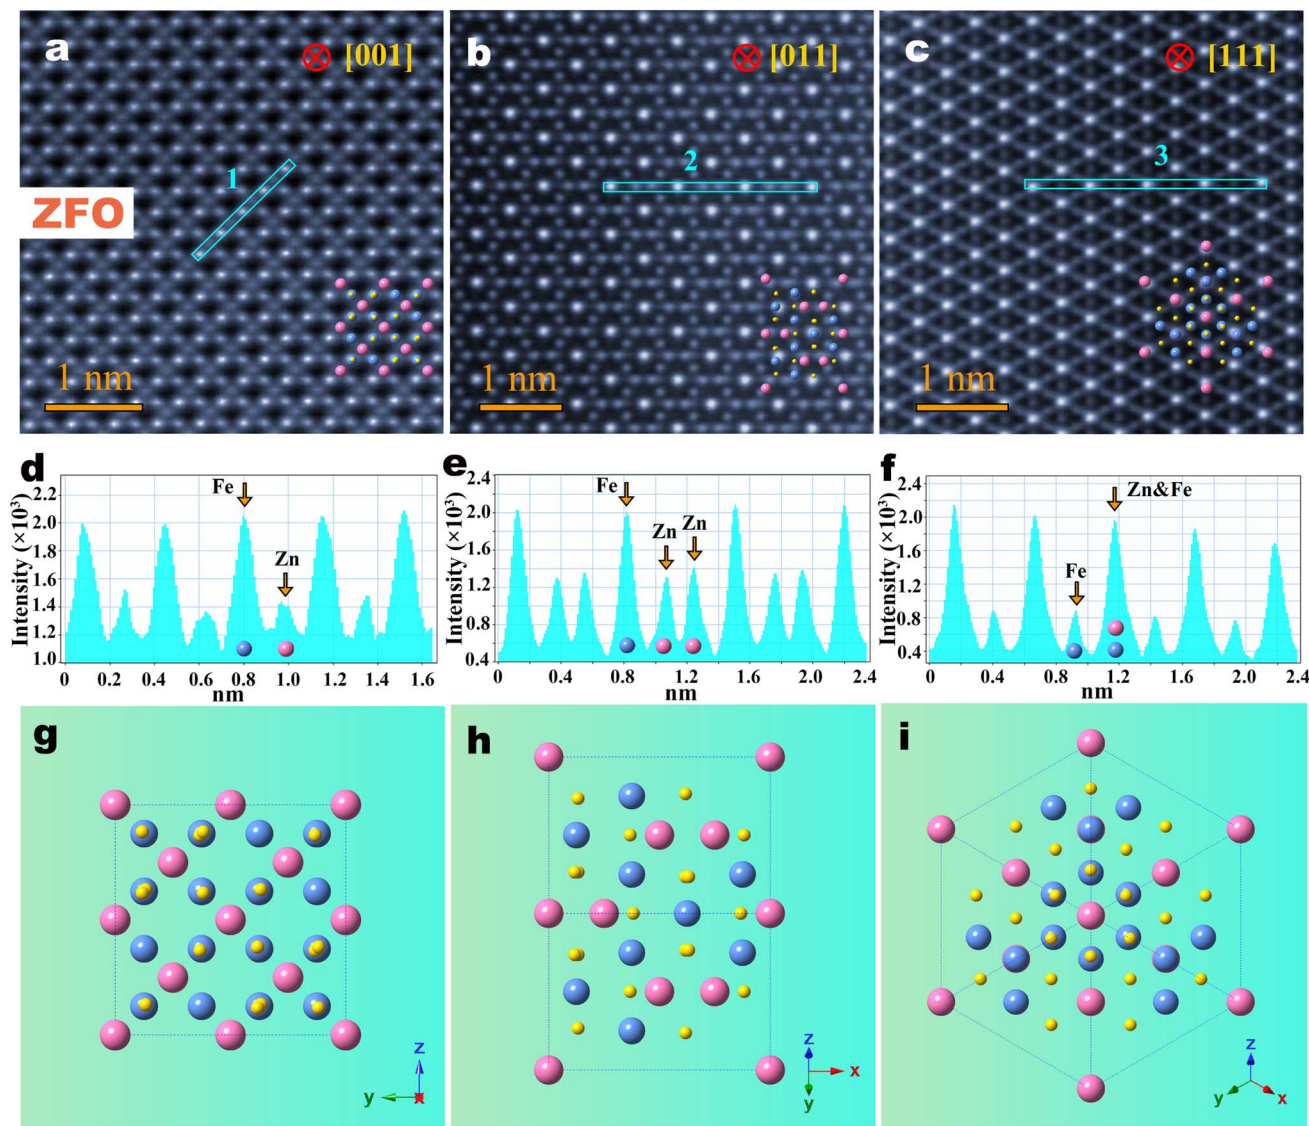 a
[001]
1
ZFO
1 nm
b
[011]
2
1 nm
c
[111]
3
1 nm
d
Intensity (×10³)
2.2
2.0
1.8
1.6
1.4
1.2
1.0
Fe
Zn
0 0.2 0.4 0.6 0.8 1.0 1.2 1.4 1.6
nm
e
Intensity (×10³)
2.4
2.0
1.6
1.2
0.8
0.4
Fe
Zn
Zn
0 0.4 0.8 1.2 1.6 2.0 2.4
nm
f
Intensity (×10³)
2.4
2.0
1.6
1.2
0.8
0.4
Zn&Fe
Fe
0 0.4 0.8 1.2 1.6 2.0 2.4
nm
g
z
y x
h
z
x
y
i
z
y x